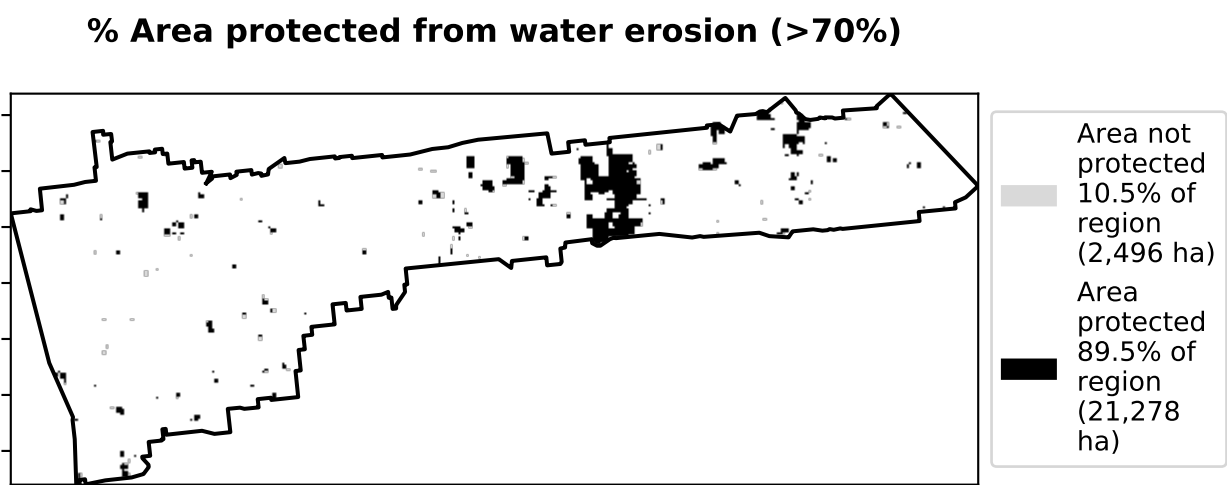 % Area protected from water erosion (>70%)
Area not
protected
10.5% of
region
(2,496 ha)
Area
protected
89.5% of
region
(21,278
ha)